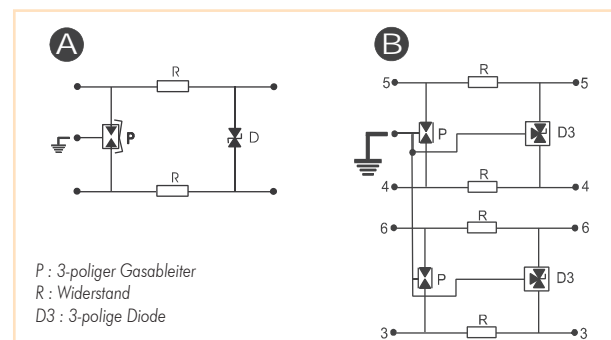 A
R
P
D
R
P : 3-poliger Gasableiter
R : Widerstand
D3 : 3-polige Diode
B
R
5 5
P D3
R
4 4
R
6 6
P D3
R
3 3